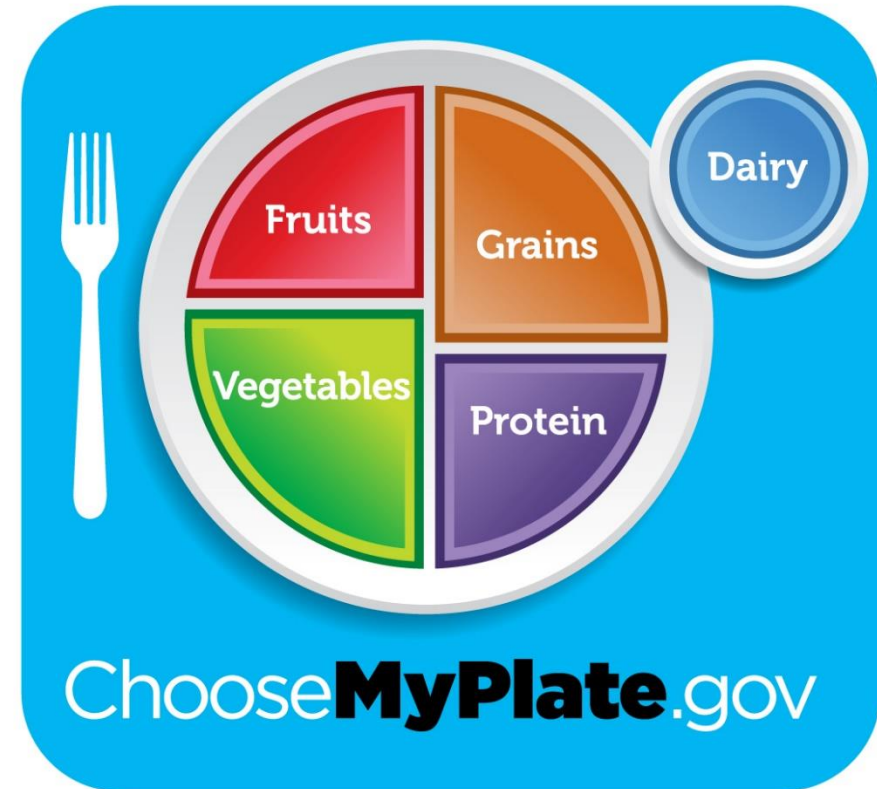 Fruits
Grains
Dairy
Vegetables
Protein
ChooseMyPlate.gov